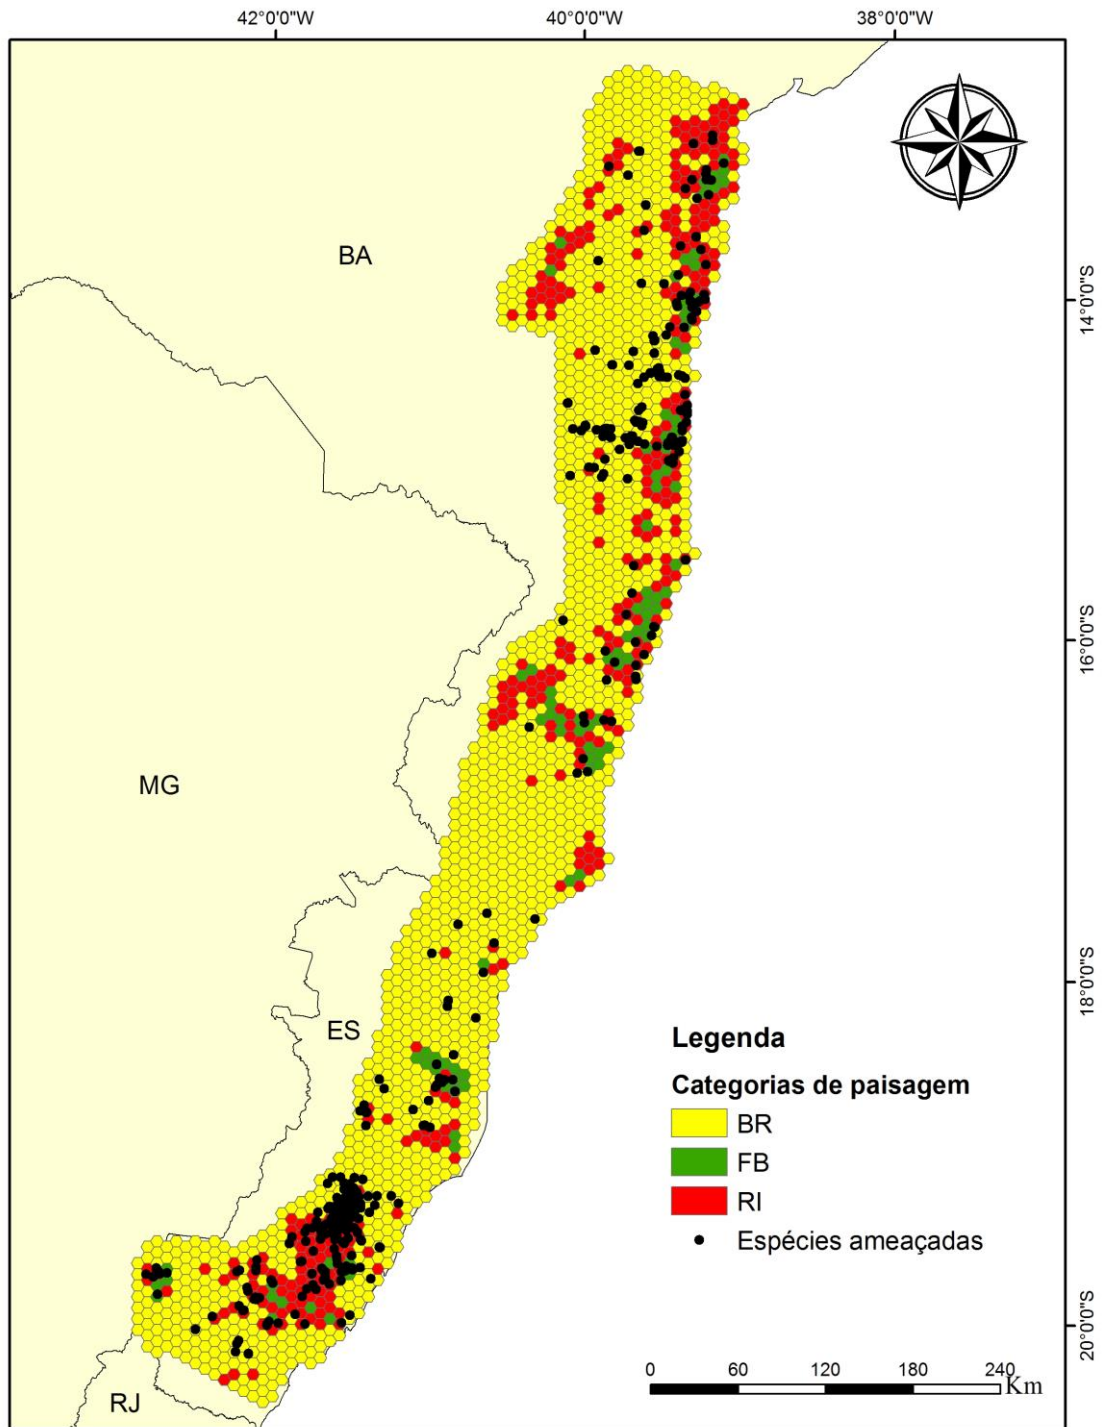 42°0'0"W 40°0'0"W 38°0'0"W
BA
14°0'0"S
16°0'0"S
MG
18°0'0"S
ES
Legenda
Categorias de paisagem
BR
FB
RI
Espécies ameaçadas
20°0'0"S
0 60 120 180 240
Km
RJ